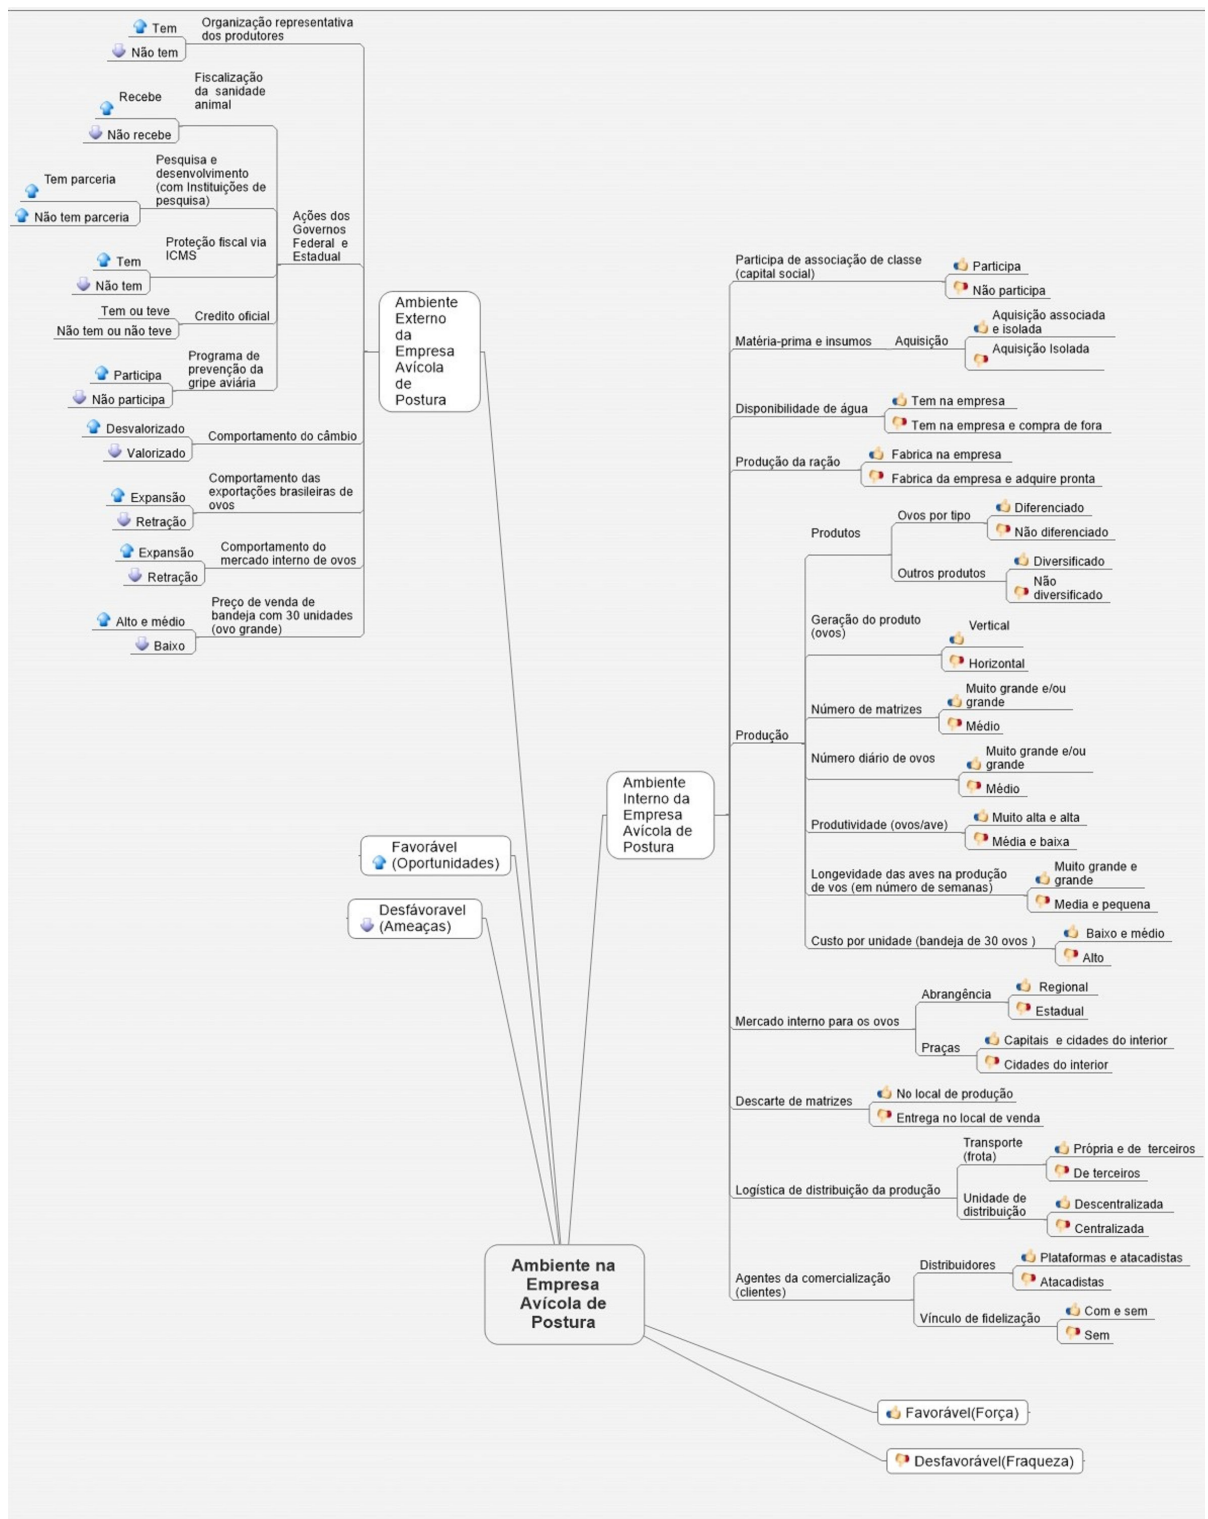 Organização representativa
dos produtores
Tem
Não tem
Fiscalização
da sanidade
animal
Recebe
Não recebe
Pesquisa e
desenvolvimento
(com Instituições de
pesquisa)
Tem parceria
Não tem parceria
Ações dos
Governos
Federal e
Estadual
Proteção fiscal via
ICMS
Tem
Não tem
Credito oficial
Tem ou teve
Não tem ou não teve
Programa de
prevenção da
gripe aviária
Participa
Não participa
Comportamento do câmbio
Desvalorizado
Valorizado
Comportamento das
exportações brasileiras de
ovos
Expansão
Retração
Comportamento do
mercado interno de ovos
Expansão
Retração
Preço de venda de
bandeja com 30 unidades
(ovo grande)
Alto e médio
Baixo
Ambiente
Externo
da
Empresa
Avícola
de
Postura
Favorável
(Oportunidades)
Desfávoravel
(Ameaças)
Ambiente na
Empresa
Avícola de
Postura
Ambiente
Interno da
Empresa
Avícola de
Postura
Participa de associação de classe
(capital social)
Participa
Não participa
Matéria-prima e insumos
Aquisição
Aquisição associada
e isolada
Aquisição Isolada
Disponibilidade de água
Tem na empresa
Tem na empresa e compra de fora
Produção da ração
Fabrica na empresa
Fabrica da empresa e adquire pronta
Produção
Produtos
Ovos por tipo
Diferenciado
Não diferenciado
Outros produtos
Diversificado
Não
diversificado
Geração do produto
(ovos)
Vertical
Horizontal
Número de matrizes
Muito grande e/ou
grande
Médio
Número diário de ovos
Muito grande e/ou
grande
Médio
Produtividade (ovos/ave)
Muito alta e alta
Média e baixa
Longevidade das aves na produção
de vos (em número de semanas)
Muito grande e
grande
Media e pequena
Custo por unidade (bandeja de 30 ovos )
Baixo e médio
Alto
Mercado interno para os ovos
Abrangência
Regional
Estadual
Praças
Capitais e cidades do interior
Cidades do interior
Descarte de matrizes
No local de produção
Entrega no local de venda
Logística de distribuição da produção
Transporte
(frota)
Própria e de terceiros
De terceiros
Unidade de
distribuição
Descentralizada
Centralizada
Agentes da comercialização
(clientes)
Distribuidores
Plataformas e atacadistas
Atacadistas
Vínculo de fidelização
Com e sem
Sem
Favorável(Força)
Desfavorável(Fraqueza)